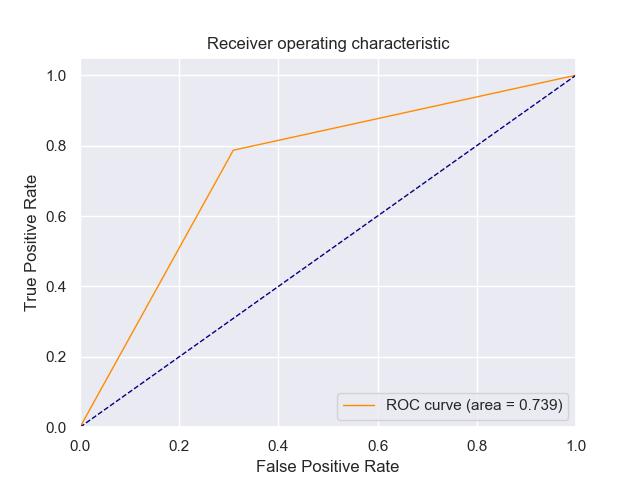 Receiver operating characteristic
True Positive Rate
1.0
0.8
0.6
0.4
0.2
0.0
ROC curve (area = 0.739)
0.0 0.2 0.4 0.6 0.8 1.0
False Positive Rate